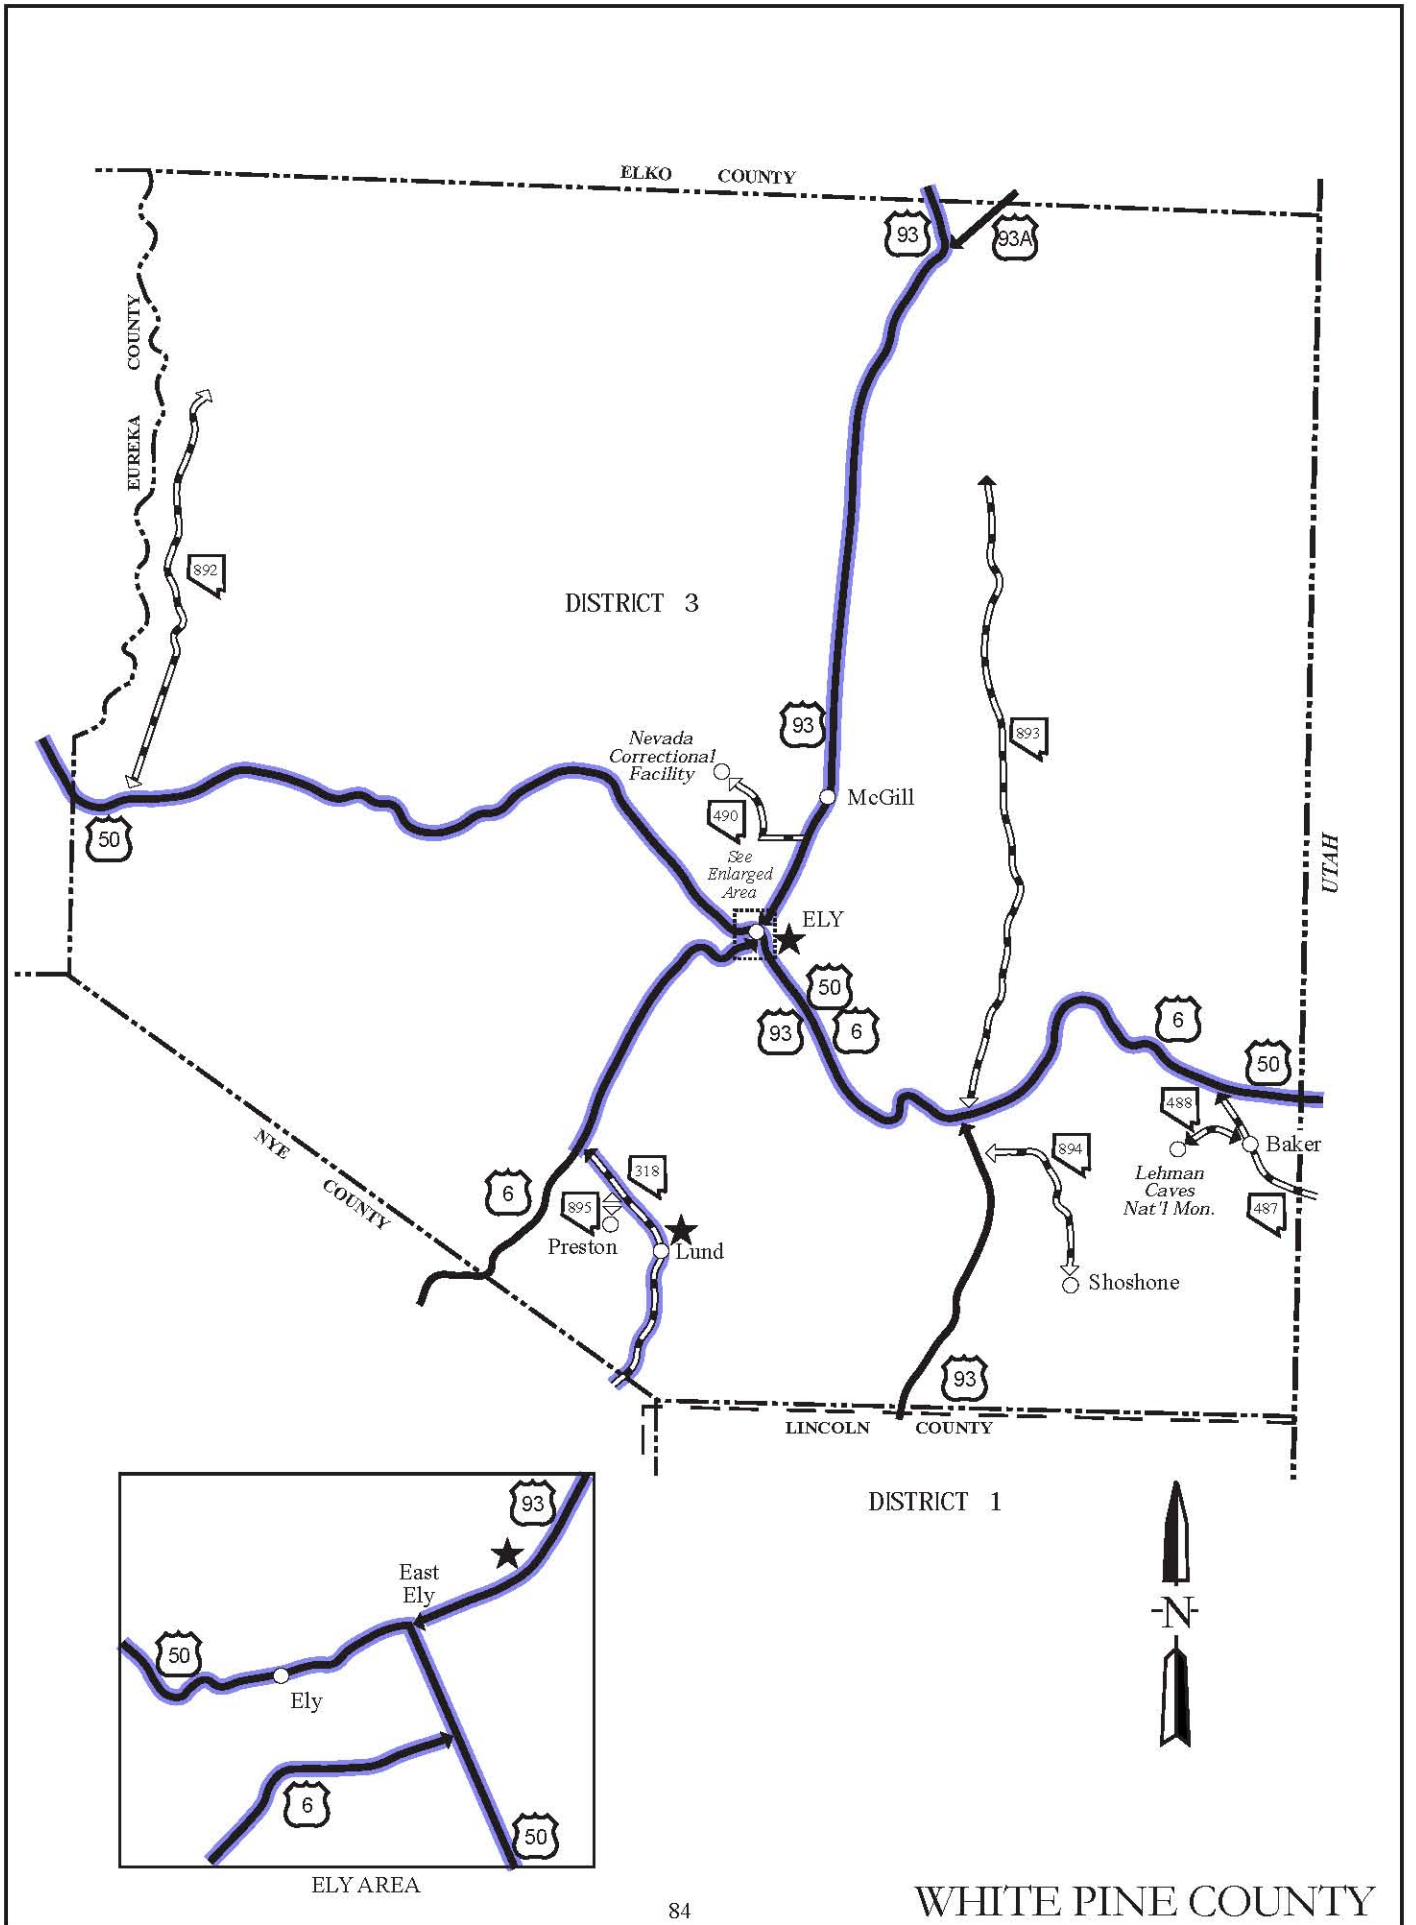 ELKO COUNTY
93
93A
EUREKA COUNTY
892
DISTRICT 3
93
893
Nevada
Correctional
Facility
McGill
490
50
See
Enlarged
Area
UTAH
ELY
50
93
6
6
50
488
Baker
Lehman
Caves
Nat'l Mon.
487
894
NYE
COUNTY
318
6
895
Preston
Lund
Shoshone
93
LINCOLN COUNTY
DISTRICT 1
93
East
Ely
50
Ely
6
50
ELY AREA
N
84
WHITE PINE COUNTY